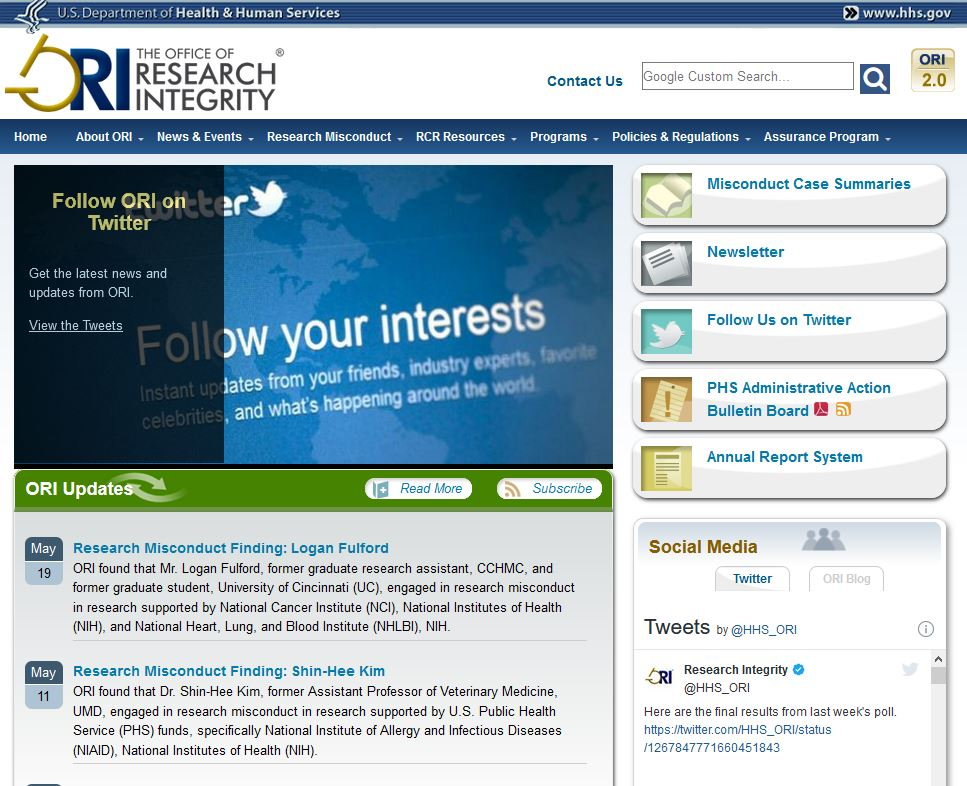 U.S. Department of Health & Human Services
www.hhs.gov
ORI THE OFFICE OF
RESEARCH
INTEGRITY ®
Contact Us
Google Custom Search...
ORI
2.0
Home About ORI News & Events Research Misconduct RCR Resources Programs Policies & Regulations Assurance Program
Follow ORI on
Twitter
twitter
Get the latest news and
updates from ORI.
View the Tweets
Follow your interests
Instant updates from your friends, industry experts, favorite
celebrities, and what's happening around the world.
Misconduct Case Summaries
Newsletter
Follow Us on Twitter
PHS Administrative Action
Bulletin Board
Annual Report System
ORI Updates
Read More
Subscribe
May
19
Research Misconduct Finding: Logan Fulford
ORI found that Mr. Logan Fulford, former graduate research assistant, CCHMC, and
former graduate student, University of Cincinnati (UC), engaged in research misconduct
in research supported by National Cancer Institute (NCI), National Institutes of Health
(NIH), and National Heart, Lung, and Blood Institute (NHLBI), NIH.
May
11
Research Misconduct Finding: Shin-Hee Kim
ORI found that Dr. Shin-Hee Kim, former Assistant Professor of Veterinary Medicine,
UMD, engaged in research misconduct in research supported by U.S. Public Health
Service (PHS) funds, specifically National Institute of Allergy and Infectious Diseases
(NIAID), National Institutes of Health (NIH).
Social Media
Twitter
ORI Blog
Tweets by @HHS_ORI
ORI
Research Integrity
@HHS_ORI
Here are the final results from last week's poll.
https://twitter.com/HHS_ORI/status
/1267847771660451843